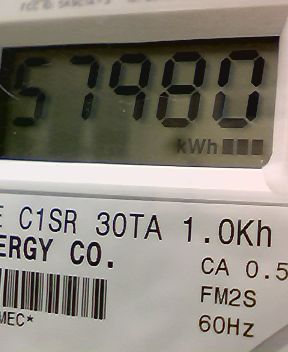 57980
kWh
E C1SR 30TA 1.0Kh
ERGY CO.
CA 0.5
FM2S
MEC*
60Hz